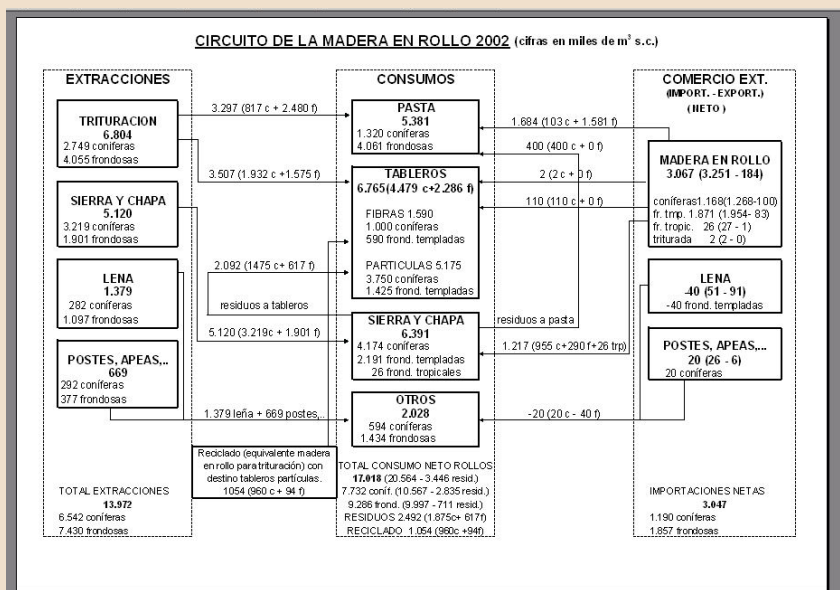 CIRCUITO DE LA MADERA EN ROLLO 2002 (cifras en miles de m³ s.c.)
EXTRACCIONES
TRITURACION
6.804
2.749 coníferas
4.055 frondosas
SIERRA Y CHAPA
5.120
3.219 coníferas
1.901 frondosas
LENA
1.379
282 coníferas
1.097 frondosas
POSTES, APEAS,..
669
292 coníferas
377 frondosas
TOTAL EXTRACCIONES
13.972
6.542 coníferas
7.430 frondosas
3.297 (817 c + 2.480 f)
3.507 (1.932 c +1.575 f)
2.092 (1475 c+ 617 f)
residuos a tableros
5.120 (3.219c + 1.901 f)
1.379 leña + 669 postes,..
Reciclado (equivalente madera
en rollo para trituración) con
destino tableros partículas.
1054 (960 c + 94 f)
CONSUMOS
PASTA
5.381
1.320 coníferas
4.061 frondosas
TABLEROS
6.765(4.479 c+2.286 f)
FIBRAS 1.590
1.000 coníferas
590 frond. templadas
PARTICULAS 5.175
3.750 coníferas
1.425 frond. templadas
SIERRA Y CHAPA
6.391
4.174 coníferas
2.191 frond. templadas
26 frond. tropicales
OTROS
2.028
594 coníferas
1.434 frondosas
TOTAL CONSUMO NETO ROLLOS
17.018 (20.564 - 3.446 resid.)
7.732 coníf. (10.567 - 2.835 resid.)
9.286 frond. (9.997 - 711 resid.)
RESIDUOS 2.492 (1.875c+ 617f)
RECICLADO 1.054 (960c +94f)
1.684 (103 c + 1.581 f)
400 (400 c + 0 f)
2 (2 c + 0 f)
110 (110 c + 0 f)
residuos a pasta
1.217 (955 c+290 f+26 trp)
-20 (20 c - 40 f)
COMERCIO EXT.
(IMPORT. - EXPORT.)
(NETO )
MADERA EN ROLLO
3.067 (3.251 - 184)
coníferas1.168(1.268-100)
fr. tmp. 1.871 (1.954- 83)
fr. tropic. 26 (27 - 1)
triturada 2 (2 - 0)
LENA
-40 (51 - 91)
-40 frond. templadas
POSTES, APEAS,...
20 (26 - 6)
20 coníferas
IMPORTACIONES NETAS
3.047
1.190 coníferas
1.857 frondosas